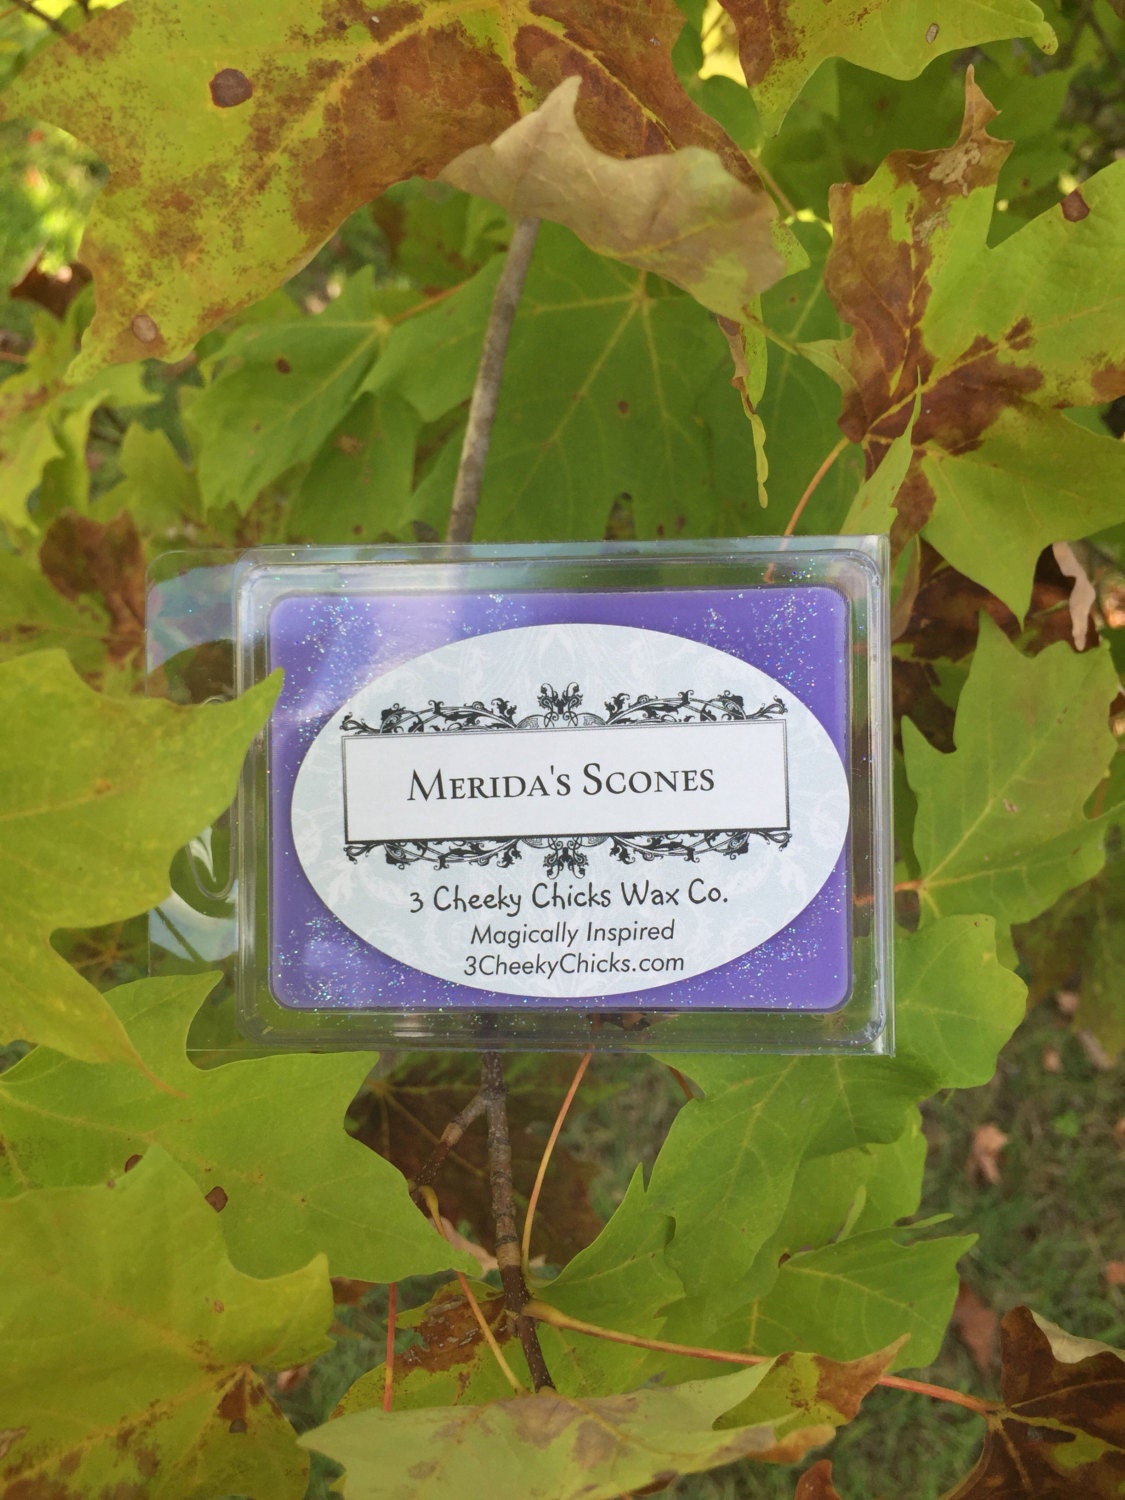 Merida's Scones
3 Cheeky Chicks Wax Co.
Magically Inspired
3CheekyChicks.com